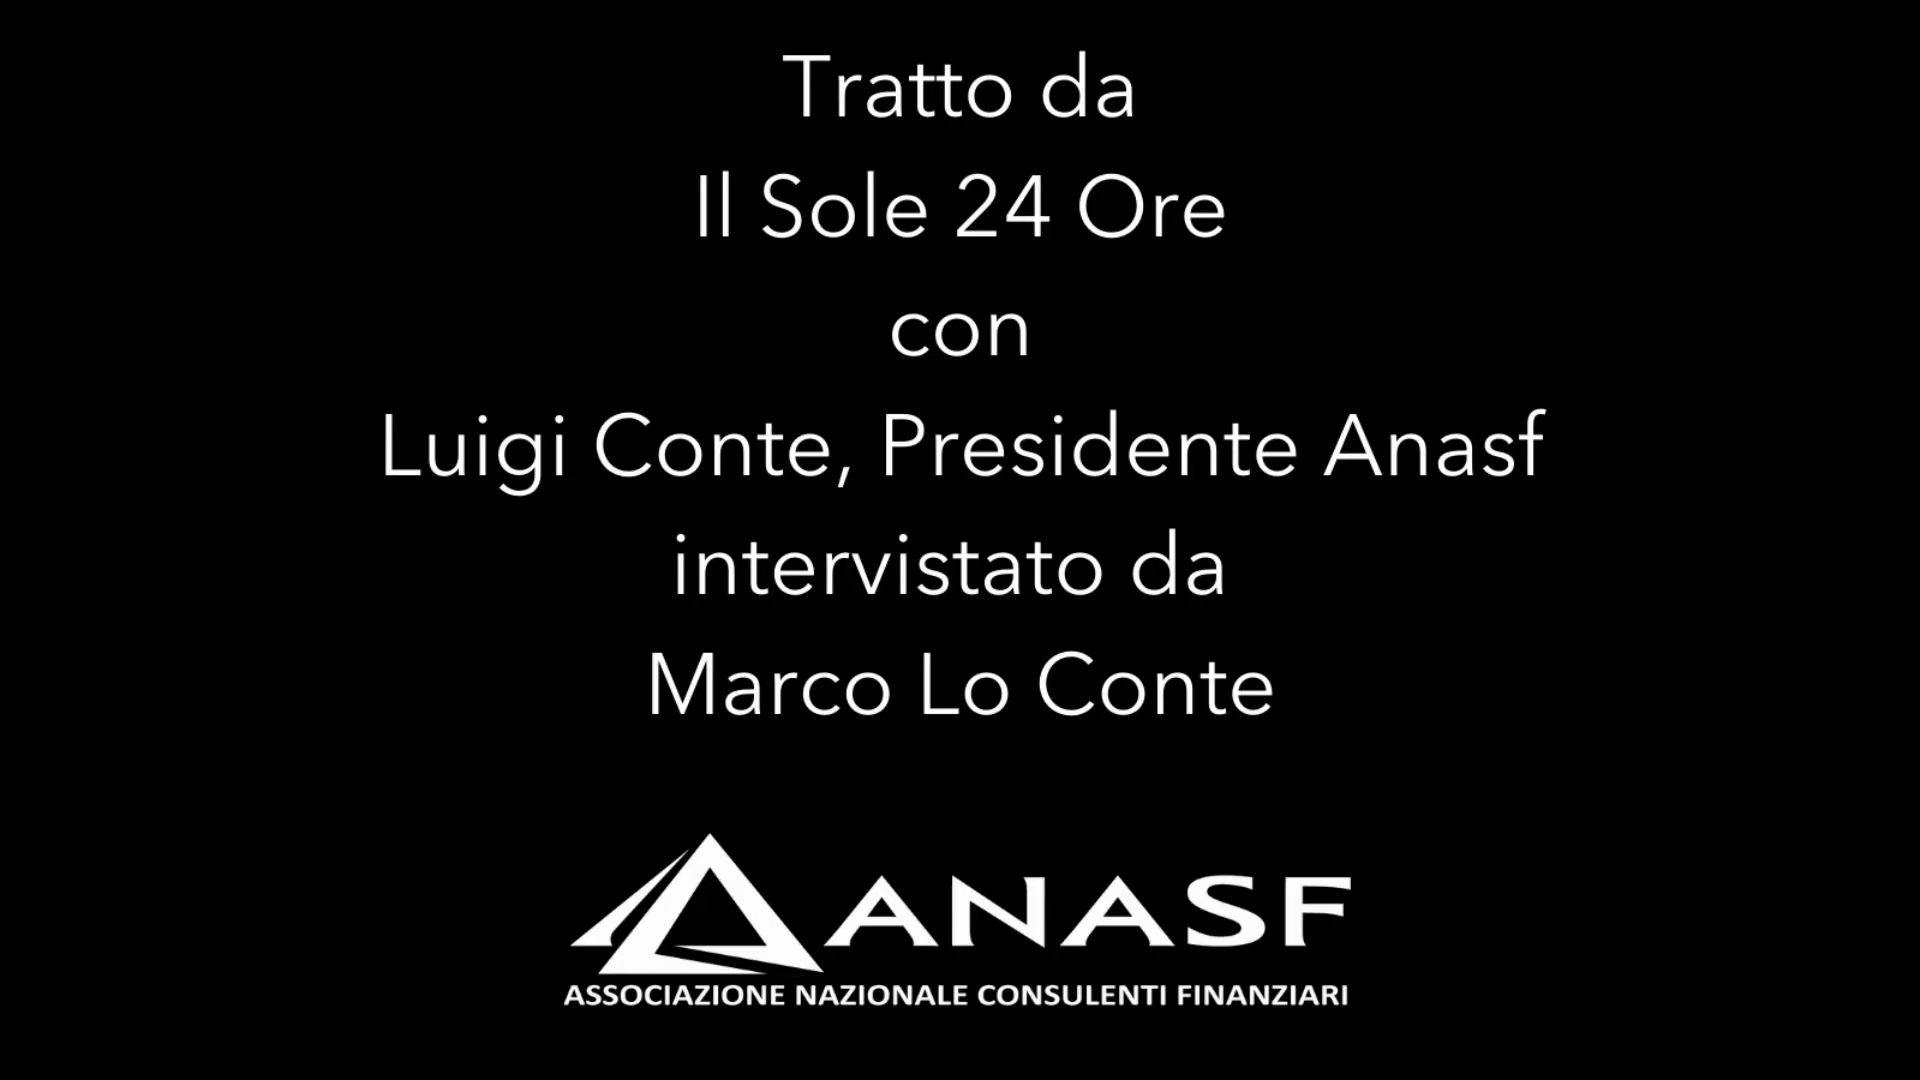 Tratto da
Il Sole 24 Ore
con
Luigi Conte, Presidente Anasf
intervistato da
Marco Lo Conte
ANASF
ASSOCIAZIONE NAZIONALE CONSULENTI FINANZIARI